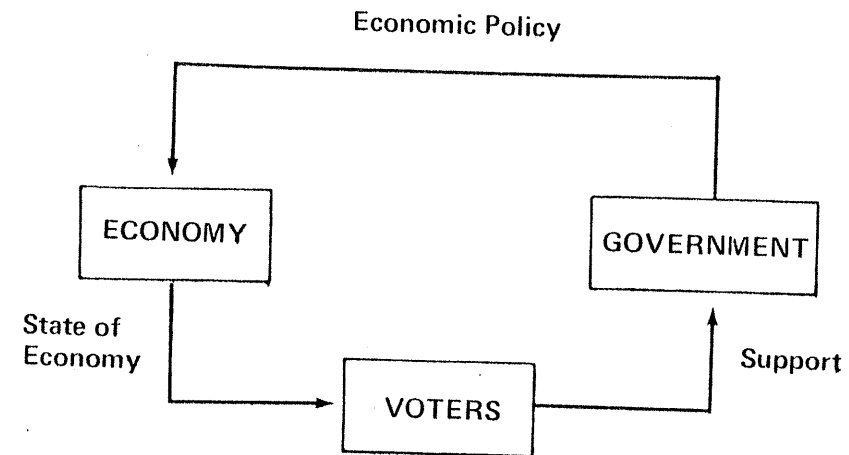 Economic Policy
ECONOMY
GOVERNMENT
State of
Economy
Support
VOTERS